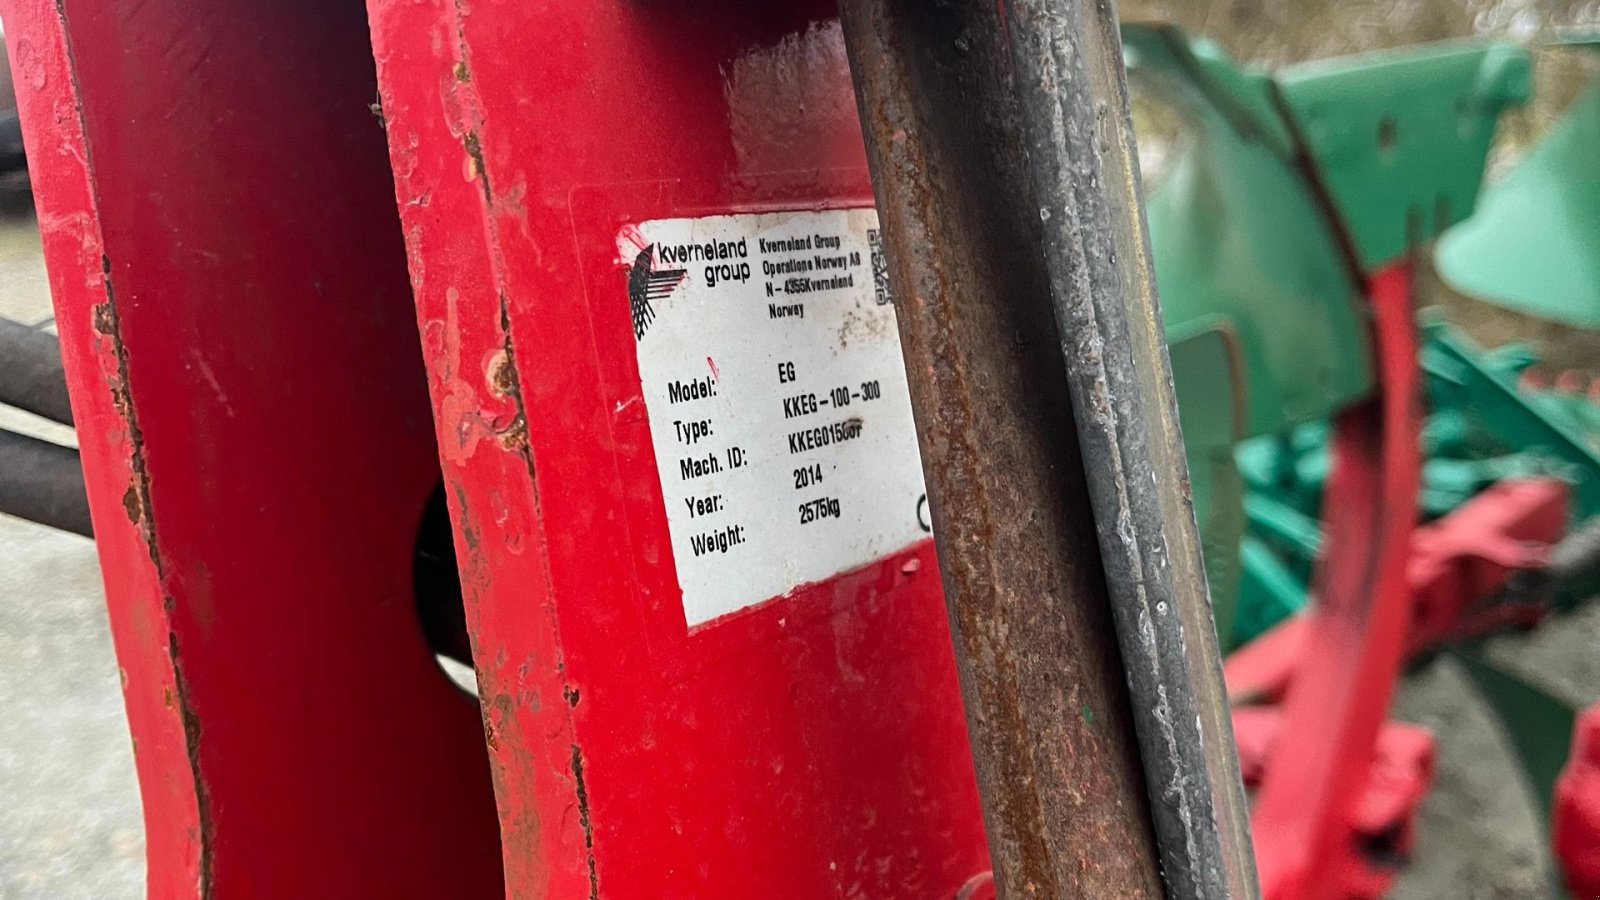 kverneland
group
Kverneland Group
Operations Norway AS
N-4355Kverneland
Norway
Model: EG
Type: KKEG-100-300
Mach. ID:
Year: 2014
Weight: 2575kg